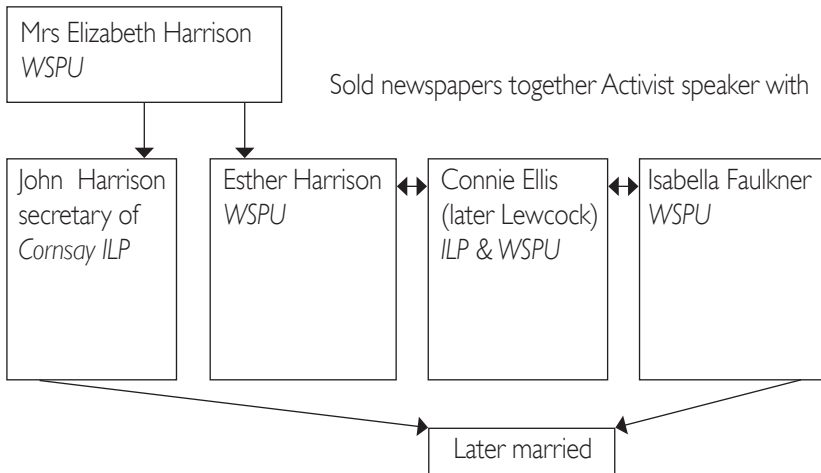 Mrs Elizabeth Harrison
WSPU
Sold newspapers together Activist speaker with
John Harrison
secretary of
Cornsay ILP
Esther Harrison
WSPU
Connie Ellis
(later Lewcock)
ILP & WSPU
Isabella Faulkner
WSPU
Later married